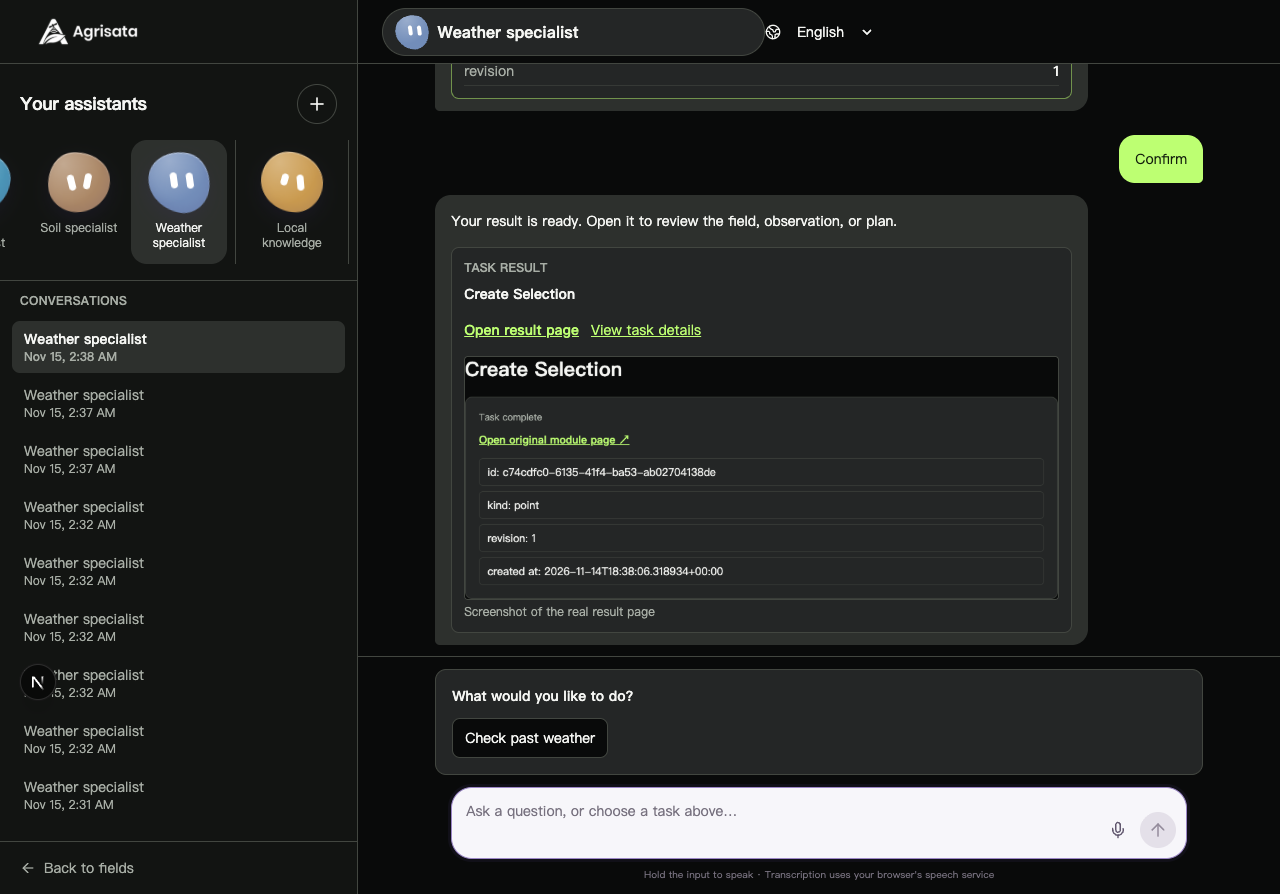 Agrisata
Weather specialist
English
Your assistants
+
t
Soil specialist
Weather
specialist
Local
knowledge
CONVERSATIONS
Weather specialist
Nov 15, 2:38 AM
Weather specialist
Nov 15, 2:37 AM
Weather specialist
Nov 15, 2:37 AM
Weather specialist
Nov 15, 2:32 AM
Weather specialist
Nov 15, 2:32 AM
Weather specialist
Nov 15, 2:32 AM
N
ther specialist
15, 2:32 AM
Weather specialist
Nov 15, 2:32 AM
Weather specialist
Nov 15, 2:31 AM
Back to fields
revision 1
Confirm
Your result is ready. Open it to review the field, observation, or plan.
TASK RESULT
Create Selection
Open result page View task details
Create Selection
Task complete
Open original module page ↗
id: c74cdfc0-6135-41f4-ba53-ab02704138de
kind: point
revision: 1
created at: 2026-11-14T18:38:06.318934+00:00
Screenshot of the real result page
What would you like to do?
Check past weather
Ask a question, or choose a task above...
Hold the input to speak · Transcription uses your browser's speech service